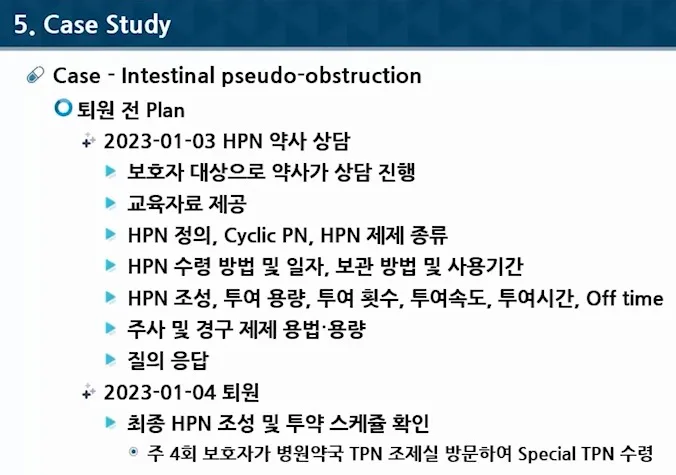 5. Case Study
Case - Intestinal pseudo-obstruction
퇴원 전 Plan
2023-01-03 HPN 약사 상담
보호자 대상으로 약사가 상담 진행
교육자료 제공
HPN 정의, Cyclic PN, HPN 제제 종류
HPN 수령 방법 및 일자, 보관 방법 및 사용기간
HPN 조성, 투여 용량, 투여 횟수, 투여속도, 투여시간, Off time
주사 및 경구 제제 용법·용량
질의 응답
2023-01-04 퇴원
최종 HPN 조성 및 투약 스케쥴 확인
주 4회 보호자가 병원약국 TPN 조제실 방문하여 Special TPN 수령